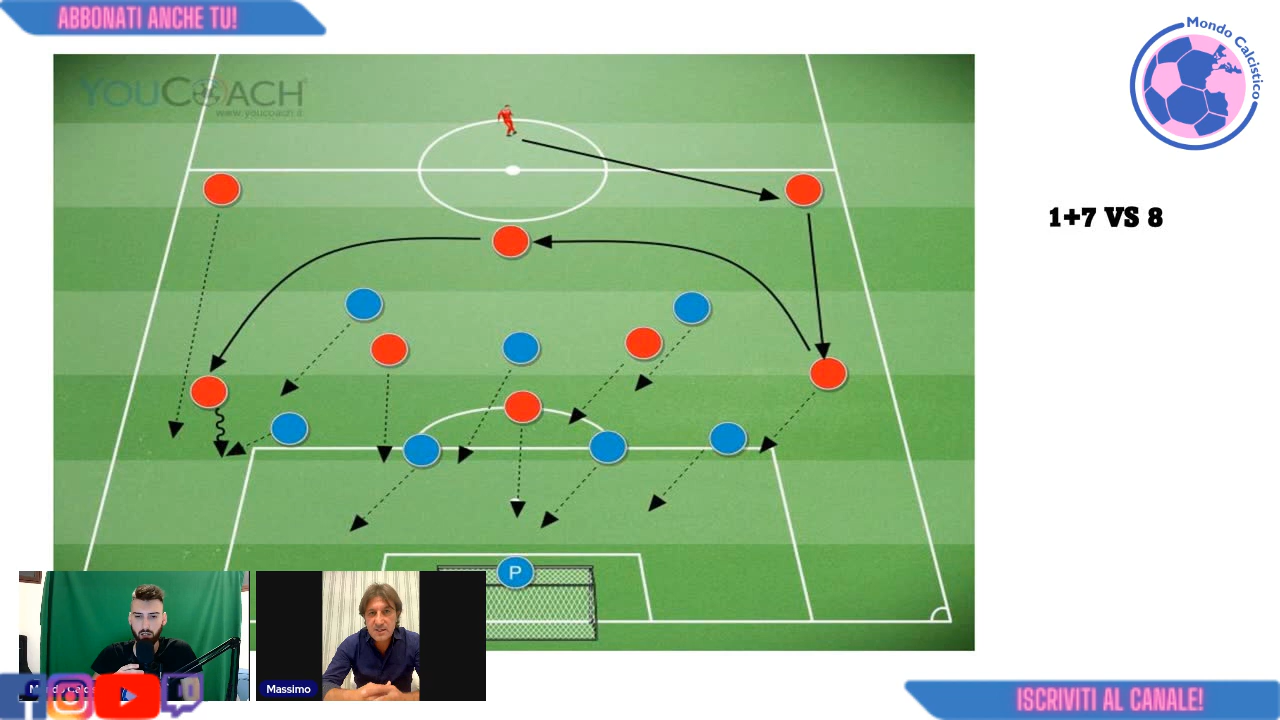 ABBONATI ANCHE TU!
Mondo Calcistico
YOUCOACH
www.youcoach.it
1+7 VS 8
P
Massimo
ISCRIVITI AL CANALE!